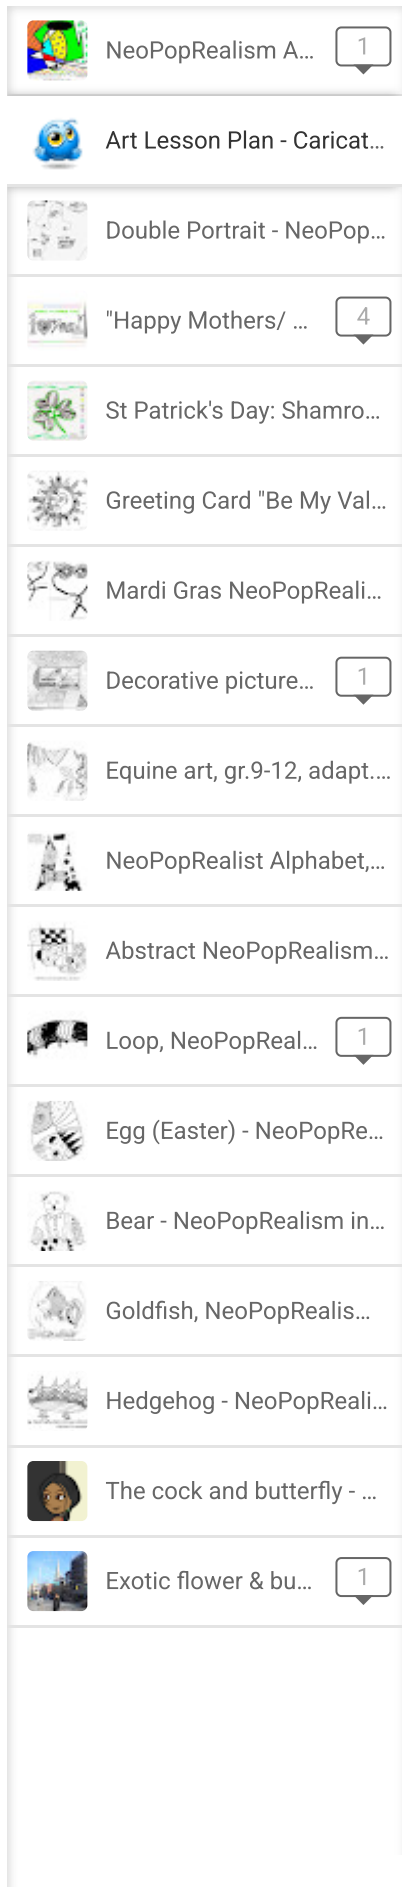 NeoPopRealism A... 1
Art Lesson Plan - Caricat...
Double Portrait - NeoPop...
"Happy Mothers/ ... 4
St Patrick's Day: Shamro...
Greeting Card "Be My Val...
Mardi Gras NeoPopReali...
Decorative picture... 1
Equine art, gr.9-12, adapt....
NeoPopRealist Alphabet,...
Abstract NeoPopRealism...
Loop, NeoPopReal... 1
Egg (Easter) - NeoPopRe...
Bear - NeoPopRealism in...
Goldfish, NeoPopRealis...
Hedgehog - NeoPopReali...
The cock and butterfly - ...
Exotic flower & bu... 1